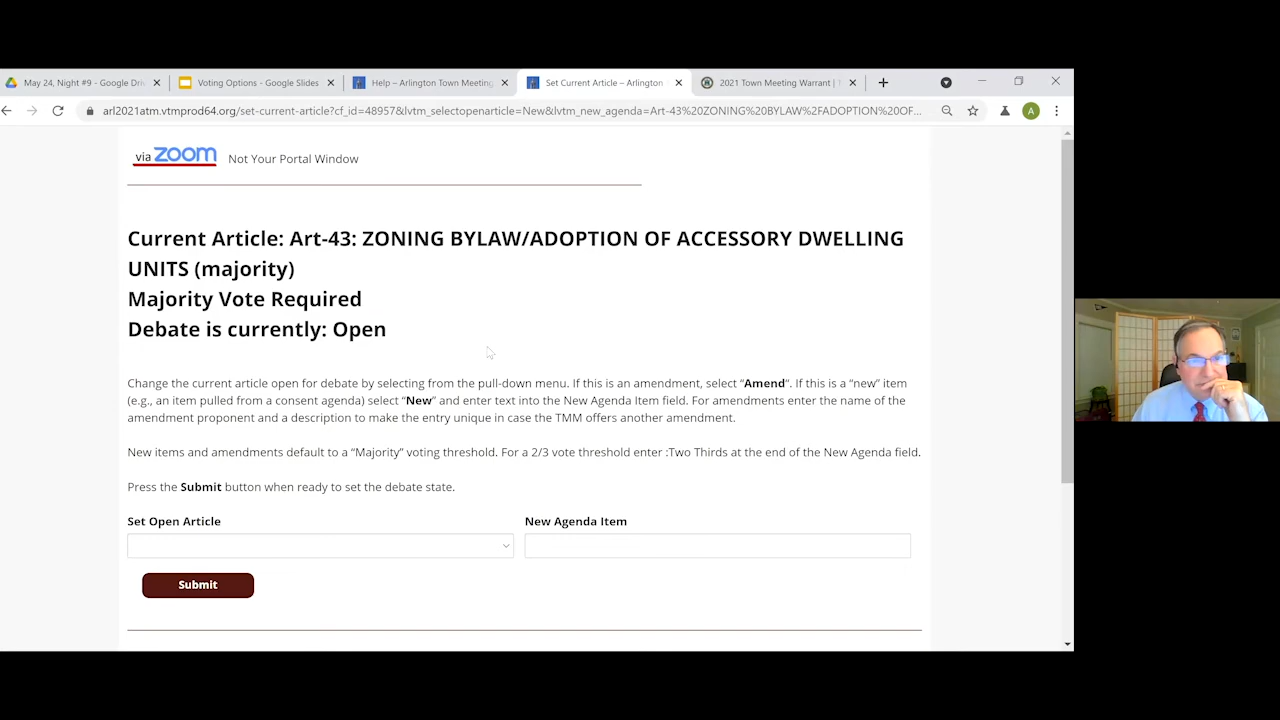 May 24, Night #9 - Google Dri
Voting Options - Google Slides
Help – Arlington Town Meeting
Set Current Article – Arlington
2021 Town Meeting Warrant |
arl2021atm.vtmprod64.org/set-current-article?cf_id=48957&lvtm_selectopenarticle=New&lvtm_new_agenda=Art-43%20ZONING%20BYLAW%2FADOPTION%20OF...
A
via zoom Not Your Portal Window
Current Article: Art-43: ZONING BYLAW/ADOPTION OF ACCESSORY DWELLING
UNITS (majority)
Majority Vote Required
Debate is currently: Open
Change the current article open for debate by selecting from the pull-down menu. If this is an amendment, select “Amend”. If this is a “new” item
(e.g., an item pulled from a consent agenda) select “New” and enter text into the New Agenda Item field. For amendments enter the name of the
amendment proponent and a description to make the entry unique in case the TMM offers another amendment.
New items and amendments default to a “Majority” voting threshold. For a 2/3 vote threshold enter :Two Thirds at the end of the New Agenda field.
Press the Submit button when ready to set the debate state.
Set Open Article
New Agenda Item
Submit